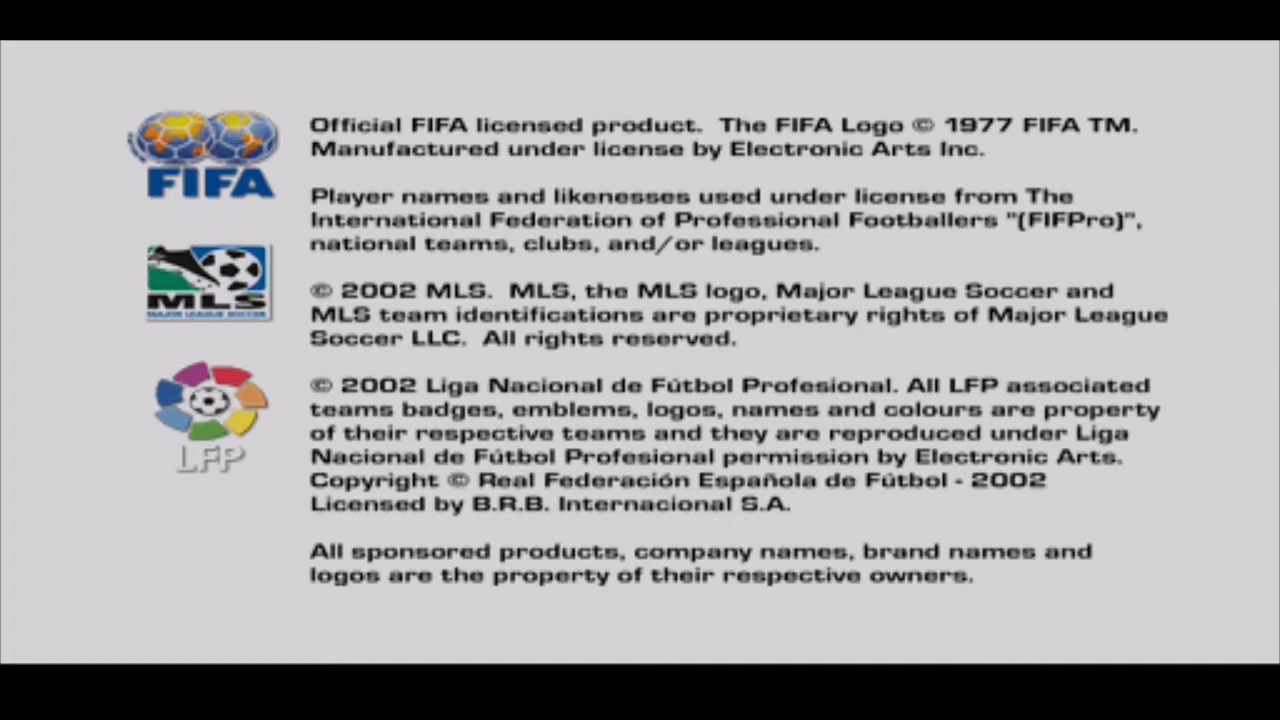 FIFA
Official FIFA licensed product.  The FIFA Logo © 1977 FIFA TM.
Manufactured under license by Electronic Arts Inc.
Player names and likenesses used under license from The
International Federation of Professional Footballers "(FIFPro)",
national teams, clubs, and/or leagues.
MLS
MAJOR LEAGUE SOCCER
© 2002 MLS.  MLS, the MLS logo, Major League Soccer and
MLS team identifications are proprietary rights of Major League
Soccer LLC.  All rights reserved.
LFP
© 2002 Liga Nacional de Fútbol Profesional. All LFP associated
teams badges, emblems, logos, names and colours are property
of their respective teams and they are reproduced under Liga
Nacional de Fútbol Profesional permission by Electronic Arts.
Copyright © Real Federación Española de Fútbol - 2002
Licensed by B.R.B. Internacional S.A.
All sponsored products, company names, brand names and
logos are the property of their respective owners.